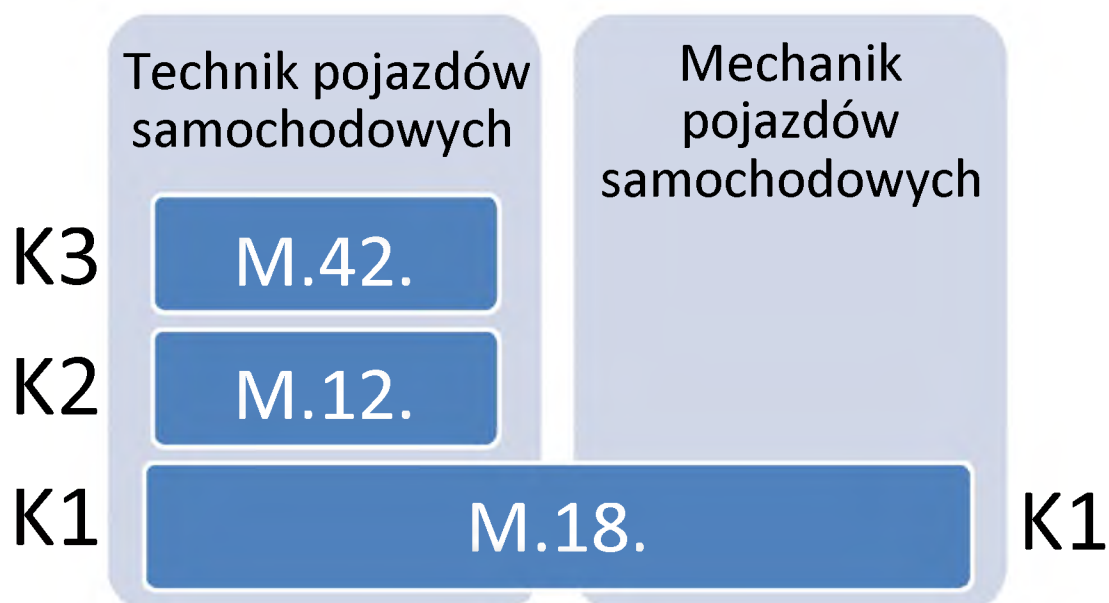 Technik pojazdów
samochodowych
Mechanik
pojazdów
samochodowych
K3
M.42.
K2
M.12.
K1
M.18.
K1